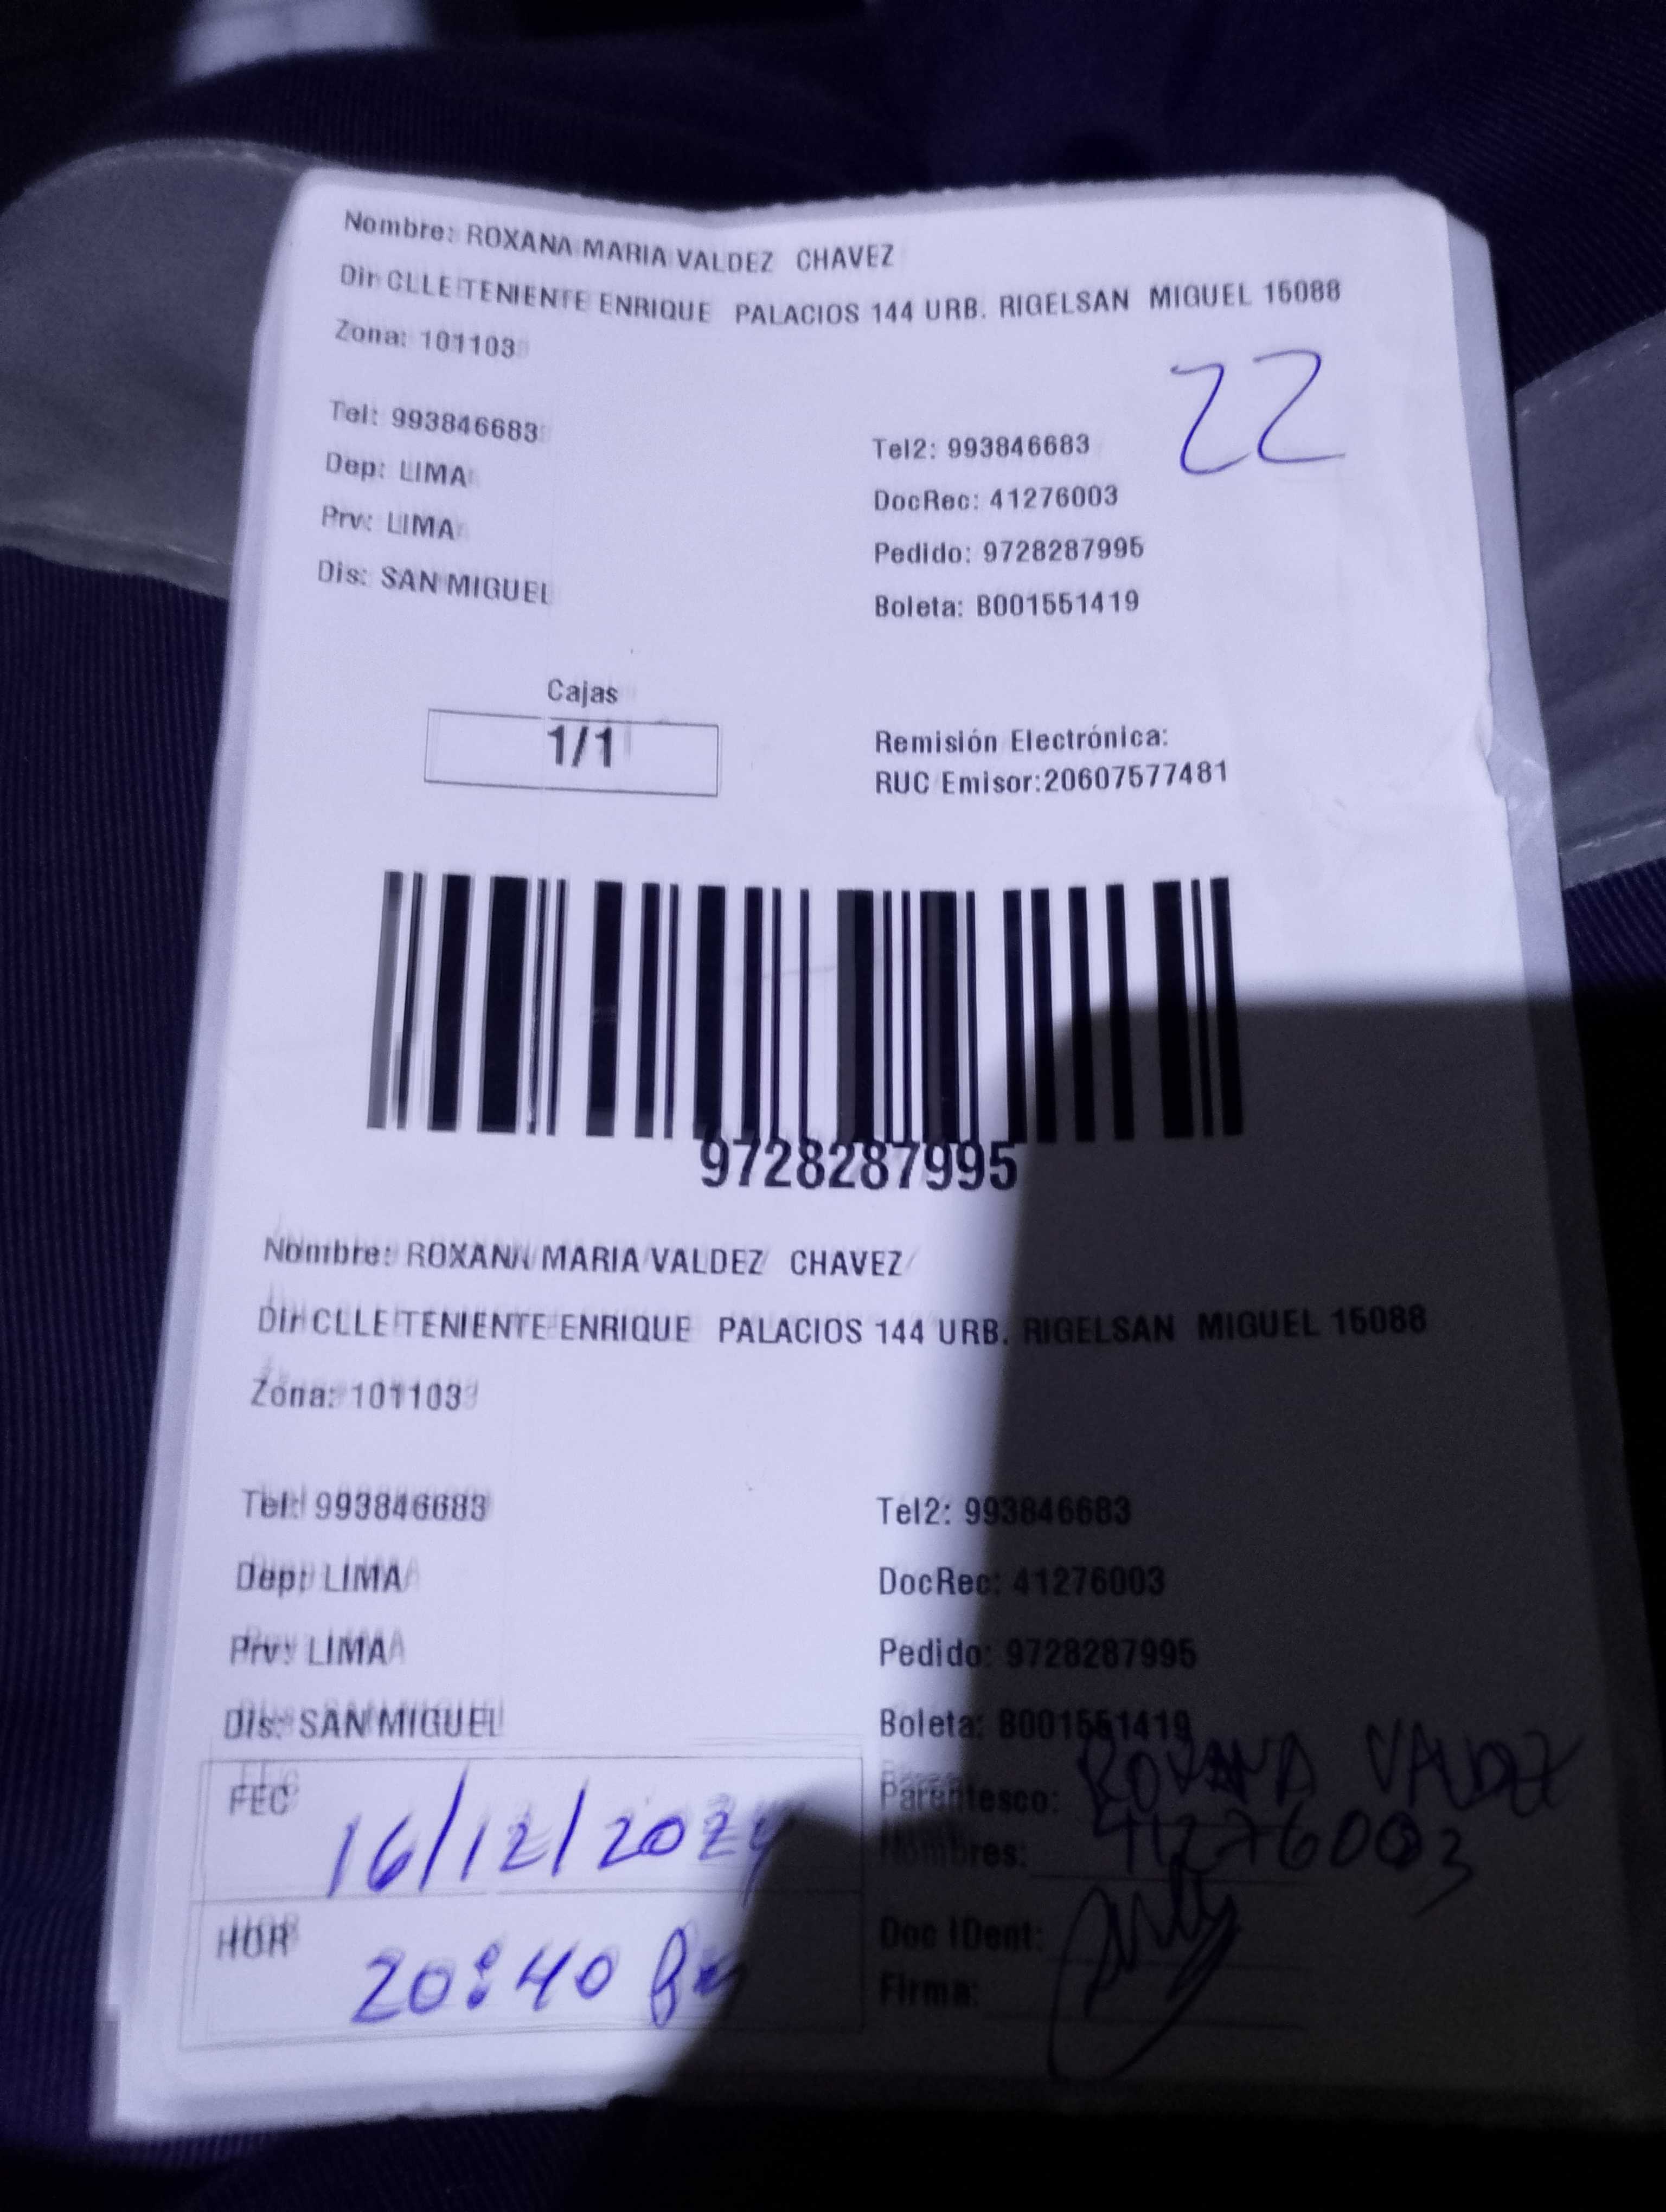 Nombre: ROXANA MARIA VALDEZ CHAVEZ
Dir CLLE TENIENTE ENRIQUE PALACIOS 144 URB. RIGELSAN MIGUEL 15088
Zona: 101103
22
Tel: 993846683
Tel2: 993846683
Dep: LIMA
DocRec: 41276003
Prv: LIMA
Pedido: 9728287995
Dis: SAN MIGUEL
Boleta: B001551419
Cajas
1/1
Remisión Electrónica:
RUC Emisor:20607577481
9728287995
Nombre: ROXANA MARIA VALDEZ CHAVEZ
Dir CLLE TENIENTE ENRIQUE PALACIOS 144 URB. RIGELSAN MIGUEL 15088
Zona: 101103
Tel: 993846683
Tel2: 993846683
Dep: LIMA
DocRec: 41276003
Prv: LIMA
Pedido: 9728287995
Dis: SAN MIGUEL
Boleta: B001551419
FEC 16/12/2024
Parentesco: ROXANA VALDEZ
Nombres: 41276003
HOR 20:40
Doc IDent:
Firma: